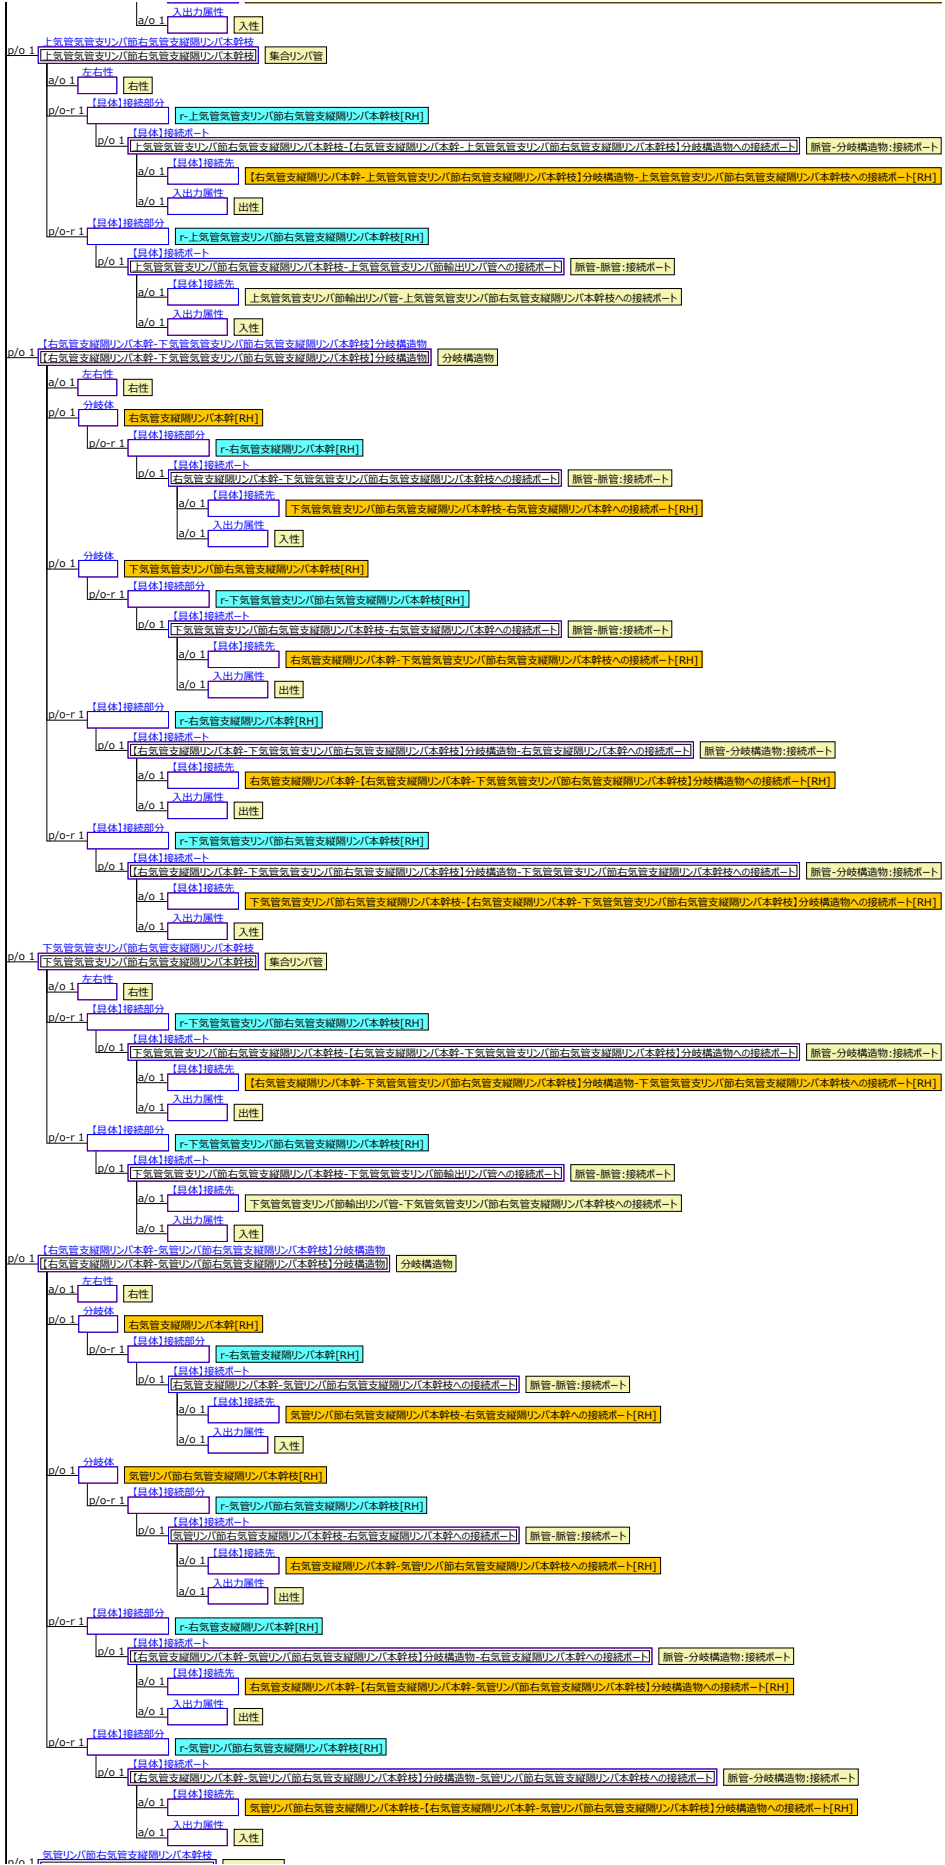 入出力属性
a/o 1 入性
上気管気管支リンパ節右気管支縦隔リンパ本幹枝
p/o 1 上気管気管支リンパ節右気管支縦隔リンパ本幹枝 集合リンパ管
左右性
a/o 1 右性
【具体】接続部分
p/o-r 1 r-上気管気管支リンパ節右気管支縦隔リンパ本幹枝[RH]
【具体】接続ポート
p/o 1 上気管気管支リンパ節右気管支縦隔リンパ本幹枝-【右気管支縦隔リンパ本幹-上気管気管支リンパ節右気管支縦隔リンパ本幹枝】分岐構造物への接続ポート 脈管-分岐構造物:接続ポート
【具体】接続先
a/o 1 【右気管支縦隔リンパ本幹-上気管気管支リンパ節右気管支縦隔リンパ本幹枝】分岐構造物-上気管気管支リンパ節右気管支縦隔リンパ本幹枝への接続ポート[RH]
入出力属性
a/o 1 出性
【具体】接続部分
p/o-r 1 r-上気管気管支リンパ節右気管支縦隔リンパ本幹枝[RH]
【具体】接続ポート
p/o 1 上気管気管支リンパ節右気管支縦隔リンパ本幹枝-上気管気管支リンパ節輸出リンパ管への接続ポート 脈管-脈管:接続ポート
【具体】接続先
a/o 1 上気管気管支リンパ節輸出リンパ管-上気管気管支リンパ節右気管支縦隔リンパ本幹枝への接続ポート
入出力属性
a/o 1 入性
【右気管支縦隔リンパ本幹-下気管気管支リンパ節右気管支縦隔リンパ本幹枝】分岐構造物
p/o 1 【右気管支縦隔リンパ本幹-下気管気管支リンパ節右気管支縦隔リンパ本幹枝】分岐構造物 分岐構造物
左右性
a/o 1 右性
分岐体
p/o 1 右気管支縦隔リンパ本幹[RH]
【具体】接続部分
p/o-r 1 r-右気管支縦隔リンパ本幹[RH]
【具体】接続ポート
p/o 1 右気管支縦隔リンパ本幹-下気管気管支リンパ節右気管支縦隔リンパ本幹枝への接続ポート 脈管-脈管:接続ポート
【具体】接続先
a/o 1 下気管気管支リンパ節右気管支縦隔リンパ本幹枝-右気管支縦隔リンパ本幹への接続ポート[RH]
入出力属性
a/o 1 入性
分岐体
p/o 1 下気管気管支リンパ節右気管支縦隔リンパ本幹枝[RH]
【具体】接続部分
p/o-r 1 r-下気管気管支リンパ節右気管支縦隔リンパ本幹枝[RH]
【具体】接続ポート
p/o 1 下気管気管支リンパ節右気管支縦隔リンパ本幹枝-右気管支縦隔リンパ本幹への接続ポート 脈管-脈管:接続ポート
【具体】接続先
a/o 1 右気管支縦隔リンパ本幹-下気管気管支リンパ節右気管支縦隔リンパ本幹枝への接続ポート[RH]
入出力属性
a/o 1 出性
【具体】接続部分
p/o-r 1 r-右気管支縦隔リンパ本幹[RH]
【具体】接続ポート
p/o 1 【右気管支縦隔リンパ本幹-下気管気管支リンパ節右気管支縦隔リンパ本幹枝】分岐構造物-右気管支縦隔リンパ本幹への接続ポート 脈管-分岐構造物:接続ポート
【具体】接続先
a/o 1 右気管支縦隔リンパ本幹-【右気管支縦隔リンパ本幹-下気管気管支リンパ節右気管支縦隔リンパ本幹枝】分岐構造物への接続ポート[RH]
入出力属性
a/o 1 出性
【具体】接続部分
p/o-r 1 r-下気管気管支リンパ節右気管支縦隔リンパ本幹枝[RH]
【具体】接続ポート
p/o 1 【右気管支縦隔リンパ本幹-下気管気管支リンパ節右気管支縦隔リンパ本幹枝】分岐構造物-下気管気管支リンパ節右気管支縦隔リンパ本幹枝への接続ポート 脈管-分岐構造物:接続ポート
【具体】接続先
a/o 1 下気管気管支リンパ節右気管支縦隔リンパ本幹枝-【右気管支縦隔リンパ本幹-下気管気管支リンパ節右気管支縦隔リンパ本幹枝】分岐構造物への接続ポート[RH]
入出力属性
a/o 1 入性
下気管気管支リンパ節右気管支縦隔リンパ本幹枝
p/o 1 下気管気管支リンパ節右気管支縦隔リンパ本幹枝 集合リンパ管
左右性
a/o 1 右性
【具体】接続部分
p/o-r 1 r-下気管気管支リンパ節右気管支縦隔リンパ本幹枝[RH]
【具体】接続ポート
p/o 1 下気管気管支リンパ節右気管支縦隔リンパ本幹枝-【右気管支縦隔リンパ本幹-下気管気管支リンパ節右気管支縦隔リンパ本幹枝】分岐構造物への接続ポート 脈管-分岐構造物:接続ポート
【具体】接続先
a/o 1 【右気管支縦隔リンパ本幹-下気管気管支リンパ節右気管支縦隔リンパ本幹枝】分岐構造物-下気管気管支リンパ節右気管支縦隔リンパ本幹枝への接続ポート[RH]
入出力属性
a/o 1 出性
【具体】接続部分
p/o-r 1 r-下気管気管支リンパ節右気管支縦隔リンパ本幹枝[RH]
【具体】接続ポート
p/o 1 下気管気管支リンパ節右気管支縦隔リンパ本幹枝-下気管気管支リンパ節輸出リンパ管への接続ポート 脈管-脈管:接続ポート
【具体】接続先
a/o 1 下気管気管支リンパ節輸出リンパ管-下気管気管支リンパ節右気管支縦隔リンパ本幹枝への接続ポート
入出力属性
a/o 1 入性
【右気管支縦隔リンパ本幹-気管リンパ節右気管支縦隔リンパ本幹枝】分岐構造物
p/o 1 【右気管支縦隔リンパ本幹-気管リンパ節右気管支縦隔リンパ本幹枝】分岐構造物 分岐構造物
左右性
a/o 1 右性
分岐体
p/o 1 右気管支縦隔リンパ本幹[RH]
【具体】接続部分
p/o-r 1 r-右気管支縦隔リンパ本幹[RH]
【具体】接続ポート
p/o 1 右気管支縦隔リンパ本幹-気管リンパ節右気管支縦隔リンパ本幹枝への接続ポート 脈管-脈管:接続ポート
【具体】接続先
a/o 1 気管リンパ節右気管支縦隔リンパ本幹枝-右気管支縦隔リンパ本幹への接続ポート[RH]
入出力属性
a/o 1 入性
分岐体
p/o 1 気管リンパ節右気管支縦隔リンパ本幹枝[RH]
【具体】接続部分
p/o-r 1 r-気管リンパ節右気管支縦隔リンパ本幹枝[RH]
【具体】接続ポート
p/o 1 気管リンパ節右気管支縦隔リンパ本幹枝-右気管支縦隔リンパ本幹への接続ポート 脈管-脈管:接続ポート
【具体】接続先
a/o 1 右気管支縦隔リンパ本幹-気管リンパ節右気管支縦隔リンパ本幹枝への接続ポート[RH]
入出力属性
a/o 1 出性
【具体】接続部分
p/o-r 1 r-右気管支縦隔リンパ本幹[RH]
【具体】接続ポート
p/o 1 【右気管支縦隔リンパ本幹-気管リンパ節右気管支縦隔リンパ本幹枝】分岐構造物-右気管支縦隔リンパ本幹への接続ポート 脈管-分岐構造物:接続ポート
【具体】接続先
a/o 1 右気管支縦隔リンパ本幹-【右気管支縦隔リンパ本幹-気管リンパ節右気管支縦隔リンパ本幹枝】分岐構造物への接続ポート[RH]
入出力属性
a/o 1 出性
【具体】接続部分
p/o-r 1 r-気管リンパ節右気管支縦隔リンパ本幹枝[RH]
【具体】接続ポート
p/o 1 【右気管支縦隔リンパ本幹-気管リンパ節右気管支縦隔リンパ本幹枝】分岐構造物-気管リンパ節右気管支縦隔リンパ本幹枝への接続ポート 脈管-分岐構造物:接続ポート
【具体】接続先
a/o 1 気管リンパ節右気管支縦隔リンパ本幹枝-【右気管支縦隔リンパ本幹-気管リンパ節右気管支縦隔リンパ本幹枝】分岐構造物への接続ポート[RH]
入出力属性
a/o 1 入性
気管リンパ節右気管支縦隔リンパ本幹枝
p/o 1